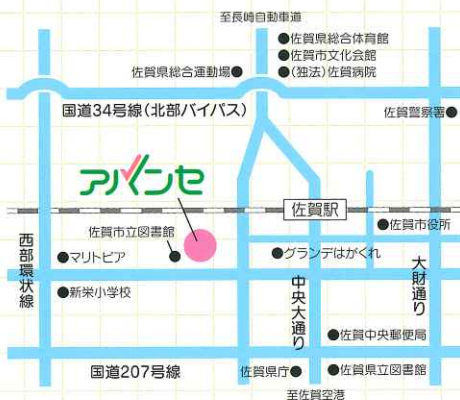 至長崎自動車道
佐賀県総合体育館
佐賀市文化会館
(独法)佐賀病院
佐賀県総合運動場
国道34号線(北部バイパス)
佐賀警察署
アバンセ
佐賀駅
佐賀市立図書館
佐賀市役所
西部環状線
マリトピア
グランデはがくれ
大財通り
新栄小学校
中央大通り
佐賀中央郵便局
国道207号線
佐賀県庁
佐賀県立図書館
至佐賀空港